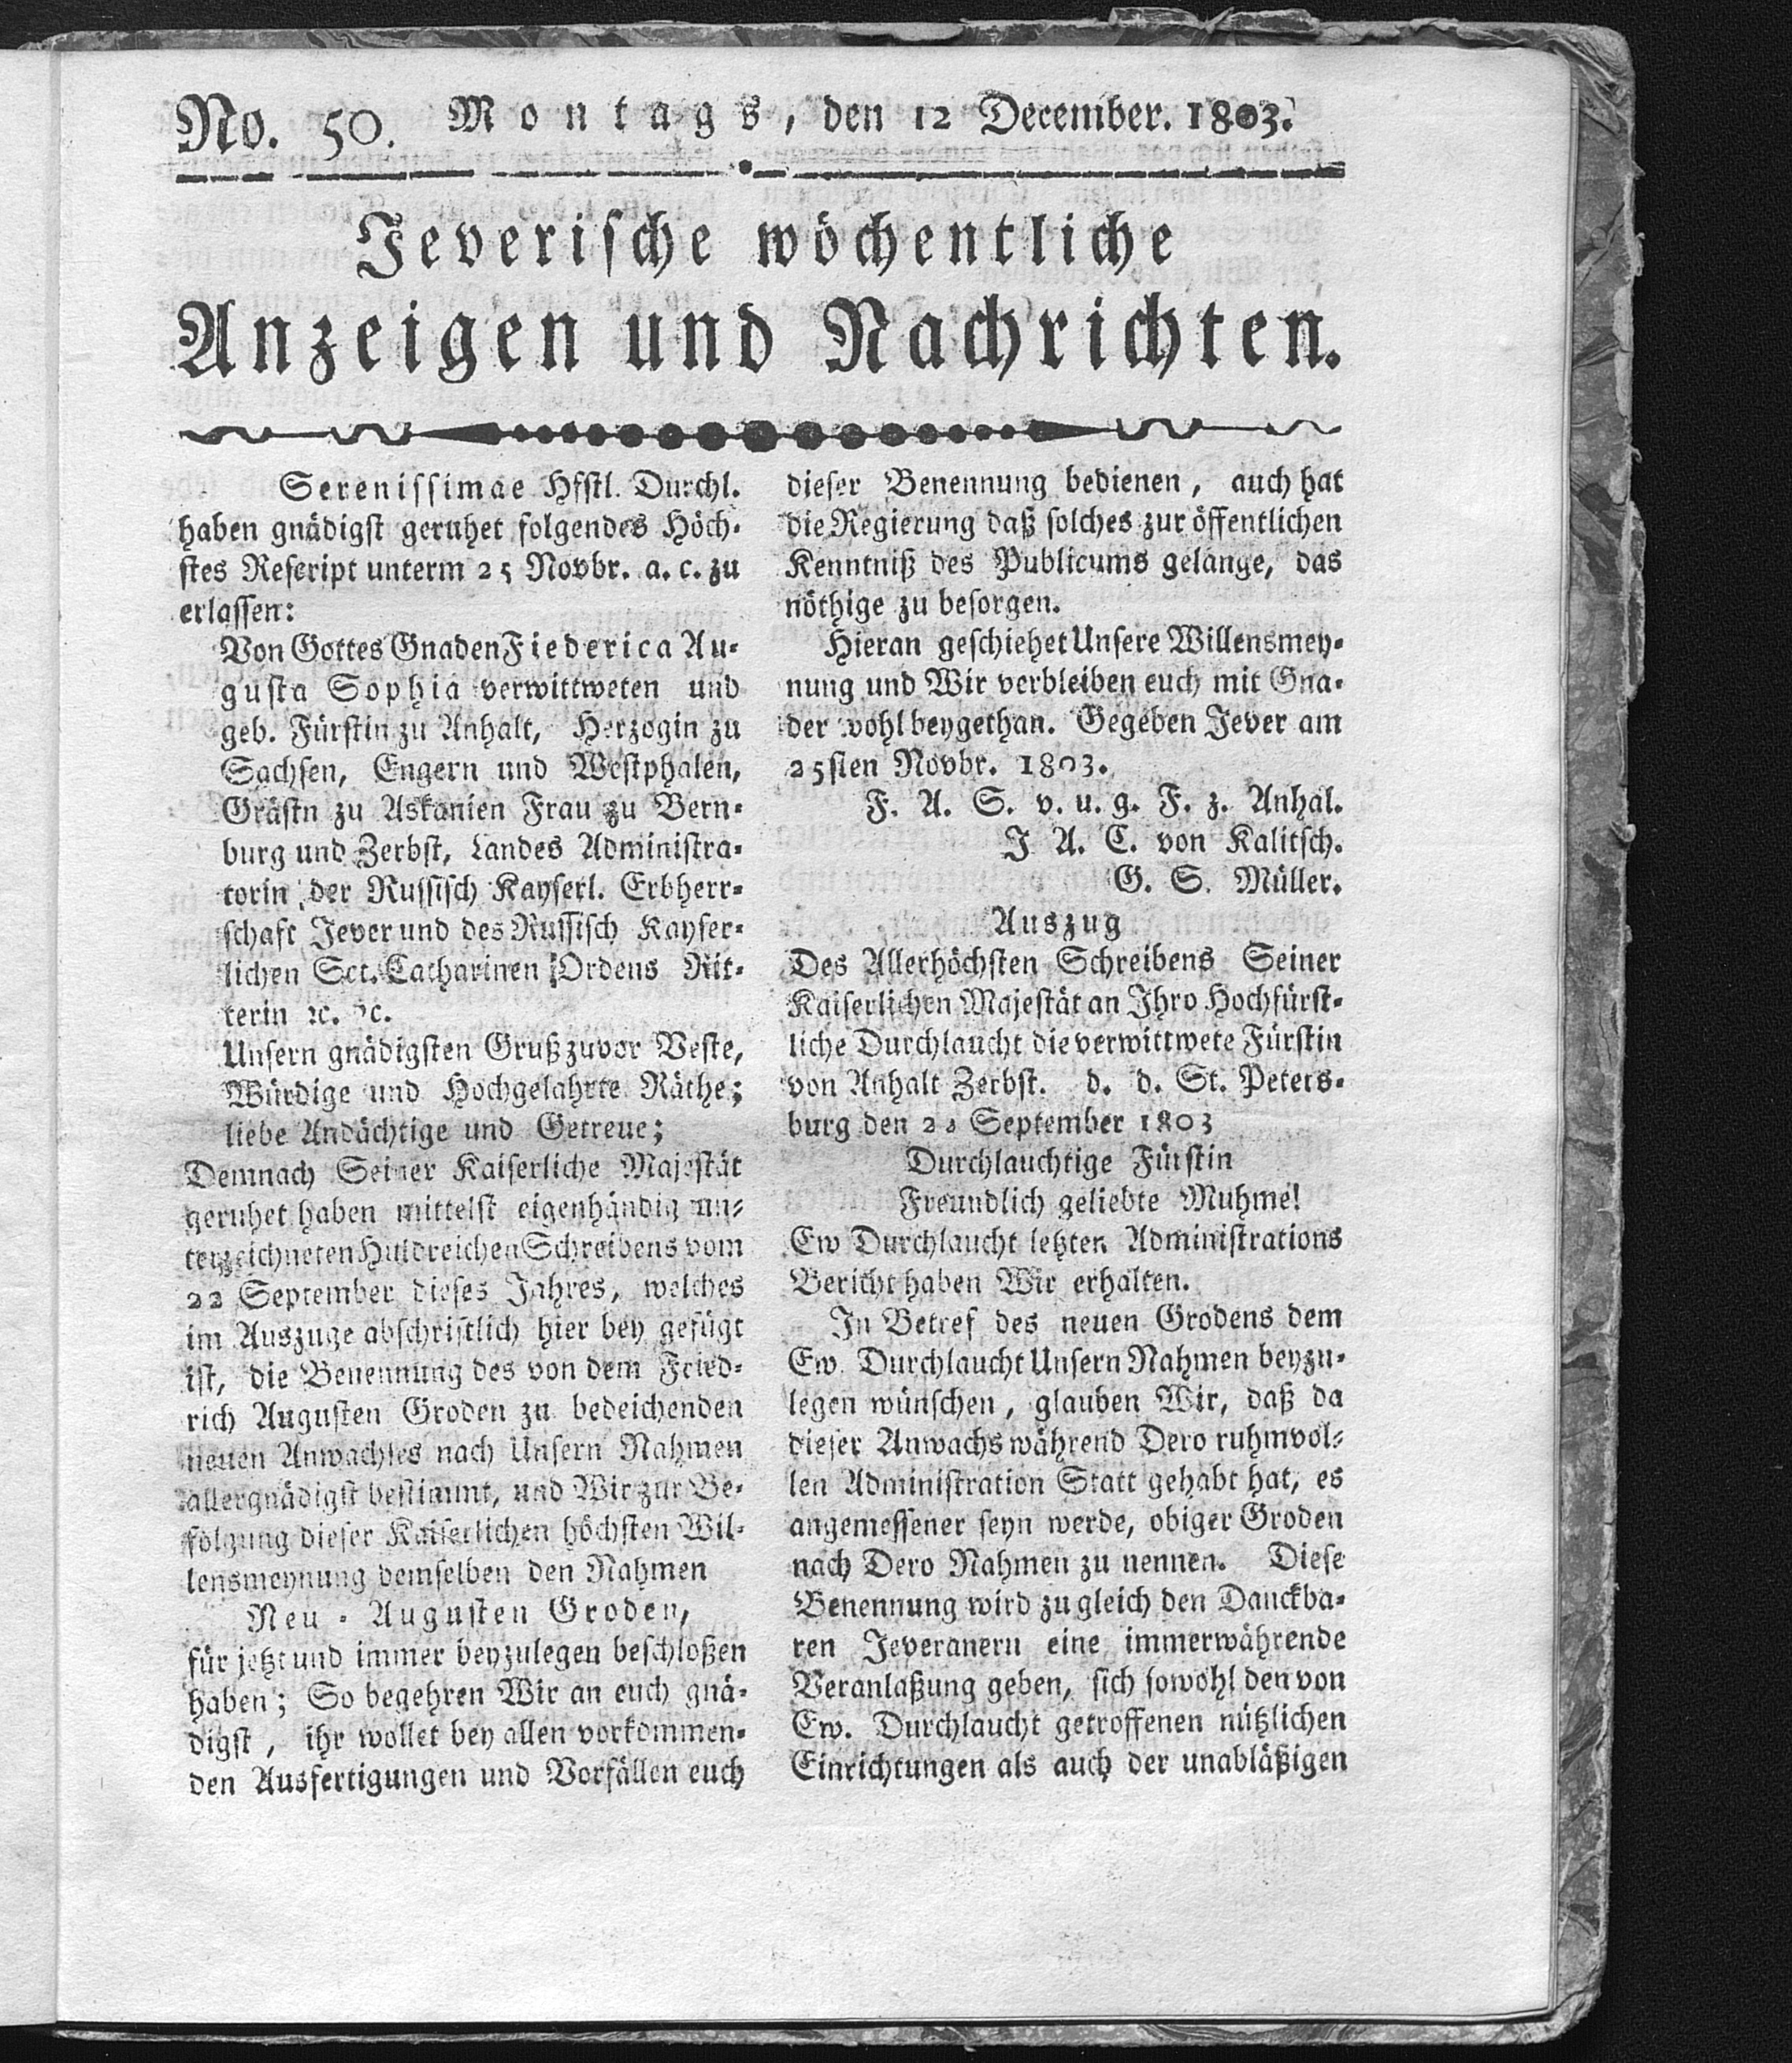 No. 50. Montags, den 12 December. 1803.
Jeverische wöchentliche
Anzeigen und Nachrichten.
Serenissimae Hfstl. Durchl.
haben gnädigst geruhet folgendes Höch-
stes Rescript unterm 25 Novbr. a. c. zu
erlassen:
Von Gottes Gnaden Fiederica Au-
gusta Sophia verwittweten und
geb. Fürstin zu Anhalt, Herzogin zu
Sachsen, Engern und Westphalen,
Gräfin zu Askanien Frau zu Bern-
burg und Zerbst, Landes Administra-
torin der Russisch Kayserl. Erbherr-
schaft Jever und des Russisch Kayser-
lichen Sct. Catharinen Ordens Rit-
terin ꝛc. ꝛc.
Unsern gnädigsten Gruß zuvor Veste,
Würdige und Hochgelahrte Räthe;
liebe Andächtige und Getreue;
Demnach Seiner Kaiserliche Majestät
geruhet haben mittelst eigenhändig un-
terzeichneten Huldreichen Schreibens vom
22 September dieses Jahres, welches
im Auszuge abschriftlich hier bey gefügt
ist, die Benennung des von dem Fried-
rich Augusten Groden zu bedeichenden
neuen Anwachses nach Unsern Nahmen
allergnädigst bestimmt, und Wir zur Be-
folgung dieser Kaiserlichen höchsten Wil-
lensmeynung demselben den Nahmen
Neu-Augusten Groden,
für jetzt und immer beyzulegen beschloßen
haben; So begehren Wir an euch gnä-
digst, ihr wollet bey allen vorkommen-
den Ausfertigungen und Vorfällen euch
dieser Benennung bedienen, auch hat
die Regierung daß solches zur öffentlichen
Kenntniß des Publicums gelange, das
nöthige zu besorgen.
Hieran geschiehet Unsere Willensmey-
nung und Wir verbleiben euch mit Gna-
der wohl beygethan. Gegeben Jever am
25sten Novbr. 1803.
F. A. S. v. u. g. F. z. Anhal.
J A. C. von Kalitsch.
G. S. Müller.
Auszug
Des Allerhöchsten Schreibens Seiner
Kaiserlichen Majestät an Ihro Hochfürst-
liche Durchlaucht die verwittwete Fürstin
von Anhalt Zerbst. d. d. St. Peters-
burg den 22 September 1803
Durchlauchtige Fürstin
Freundlich geliebte Muhme!
Ew Durchlaucht letzten Administrations
Bericht haben Wir erhalten.
In Betref des neuen Grodens dem
Ew. Durchlaucht Unsern Nahmen beyzu-
legen wünschen, glauben Wir, daß da
dieser Anwachs während Dero ruhmvol-
len Administration Statt gehabt hat, es
angemessener seyn werde, obiger Groden
nach Dero Nahmen zu nennen. Diese
Benennung wird zugleich den Danckba-
ren Jeveranern eine immerwährende
Veranlaßung geben, sich sowohl den von
Ew. Durchlaucht getroffenen nützlichen
Einrichtungen als auch der unabläßigen